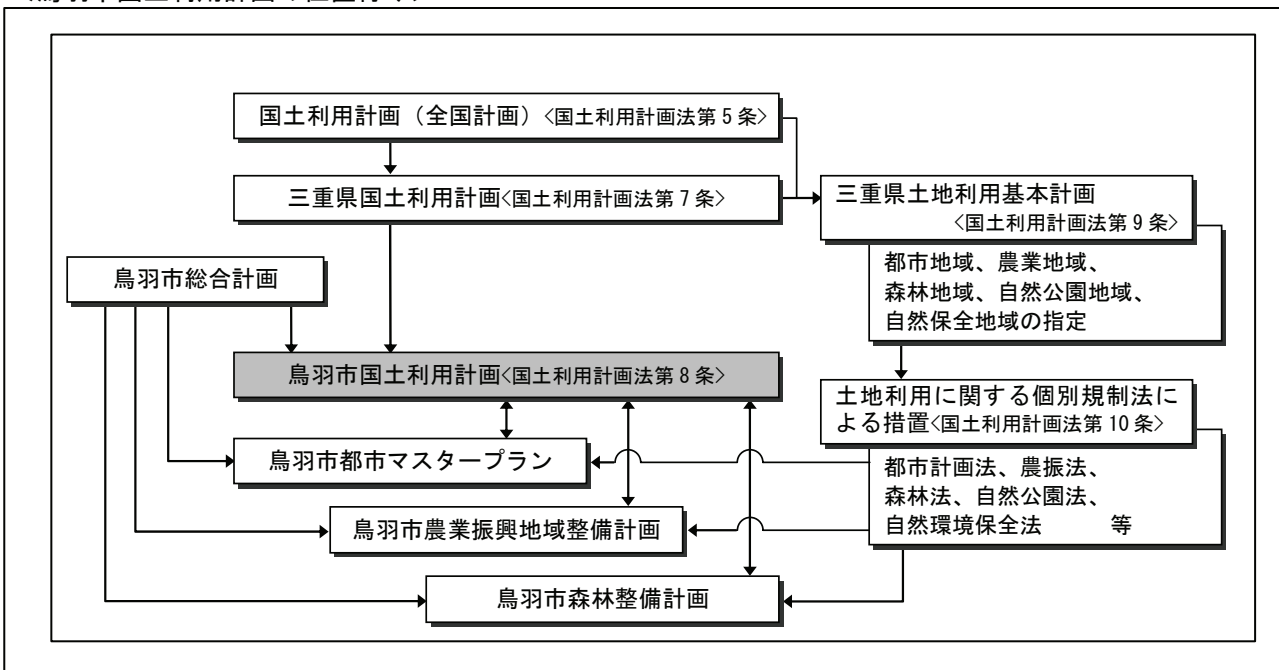 国土利用計画（全国計画）<国土利用計画法第5条>
三重県国土利用計画<国土利用計画法第7条>
三重県土地利用基本計画
<国土利用計画法第9条>
都市地域、農業地域、
森林地域、自然公園地域、
自然保全地域の指定
鳥羽市総合計画
鳥羽市国土利用計画<国土利用計画法第8条>
土地利用に関する個別規制法に
よる措置<国土利用計画法第10条>
都市計画法、農振法、
森林法、自然公園法、
自然環境保全法　　等
鳥羽市都市マスタープラン
鳥羽市農業振興地域整備計画
鳥羽市森林整備計画